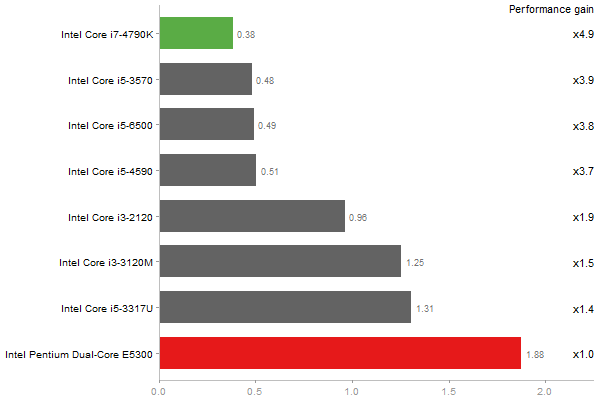 Performance gain
Intel Core i7-4790K 0.38 x4.9
Intel Core i5-3570 0.48 x3.9
Intel Core i5-6500 0.49 x3.8
Intel Core i5-4590 0.51 x3.7
Intel Core i3-2120 0.96 x1.9
Intel Core i3-3120M 1.25 x1.5
Intel Core i5-3317U 1.31 x1.4
Intel Pentium Dual-Core E5300 1.88 x1.0
0.0 0.5 1.0 1.5 2.0